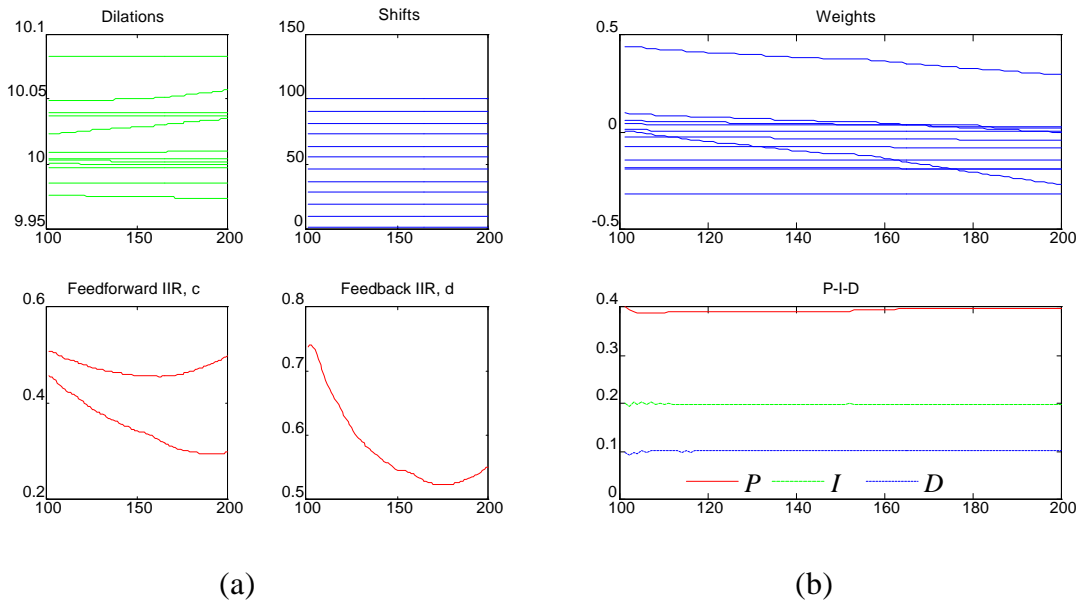 Dilations
Shifts
Weights
10.1
10.05
10
9.95
100 150 200
150
100
50
0
100 150 200
0.5
0
-0.5
100 120 140 160 180 200
Feedforward IIR, c
Feedback IIR, d
P-I-D
0.6
0.4
0.2
100 150 200
0.8
0.7
0.6
0.5
100 150 200
0.4
0.3
0.2
0.1
0
P I D
100 120 140 160 180 200
(a)
(b)